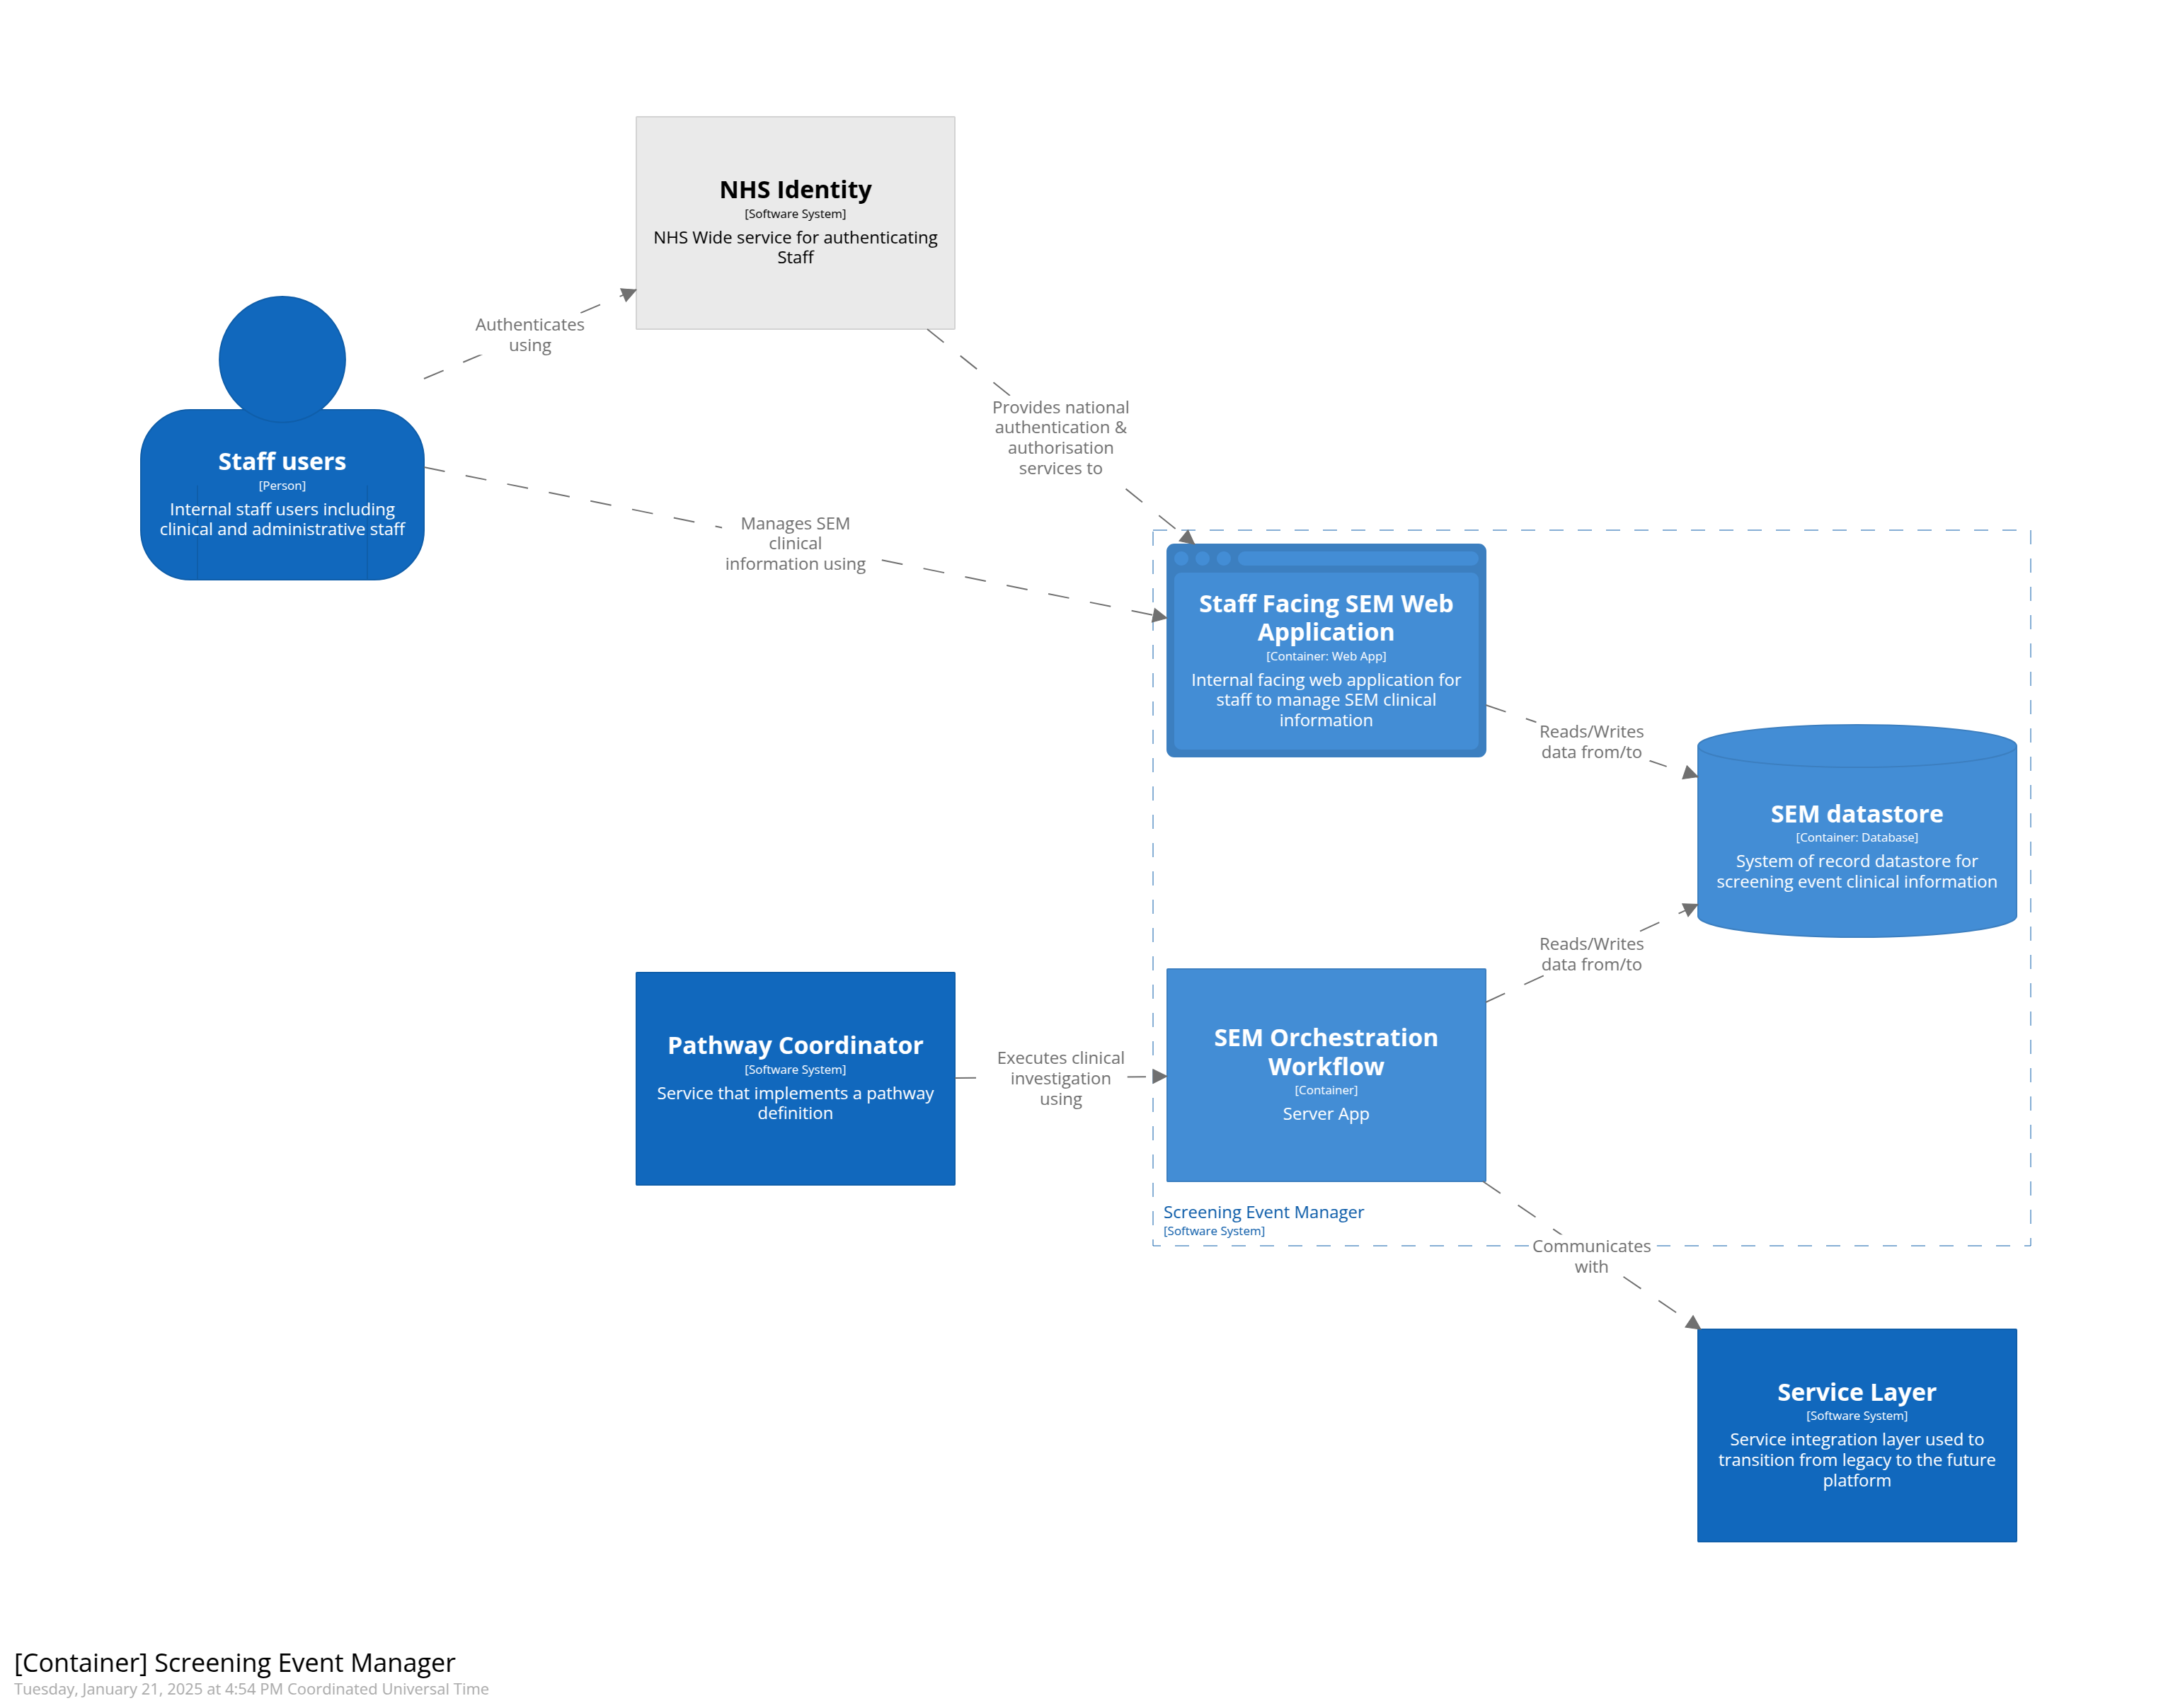 NHS Identity
[Software System]
NHS Wide service for authenticating
Staff
Authenticates
using
Provides national
authentication &
authorisation
services to
Staff users
[Person]
Internal staff users including
clinical and administrative staff
Manages SEM
clinical
information using
Staff Facing SEM Web
Application
[Container: Web App]
Internal facing web application for
staff to manage SEM clinical
information
Reads/Writes
data from/to
SEM datastore
[Container: Database]
System of record datastore for
screening event clinical information
Reads/Writes
data from/to
Pathway Coordinator
[Software System]
Service that implements a pathway
definition
Executes clinical
investigation
using
SEM Orchestration
Workflow
[Container]
Server App
Screening Event Manager
[Software System]
Communicates
with
Service Layer
[Software System]
Service integration layer used to
transition from legacy to the future
platform
[Container] Screening Event Manager
Tuesday, January 21, 2025 at 4:54 PM Coordinated Universal Time